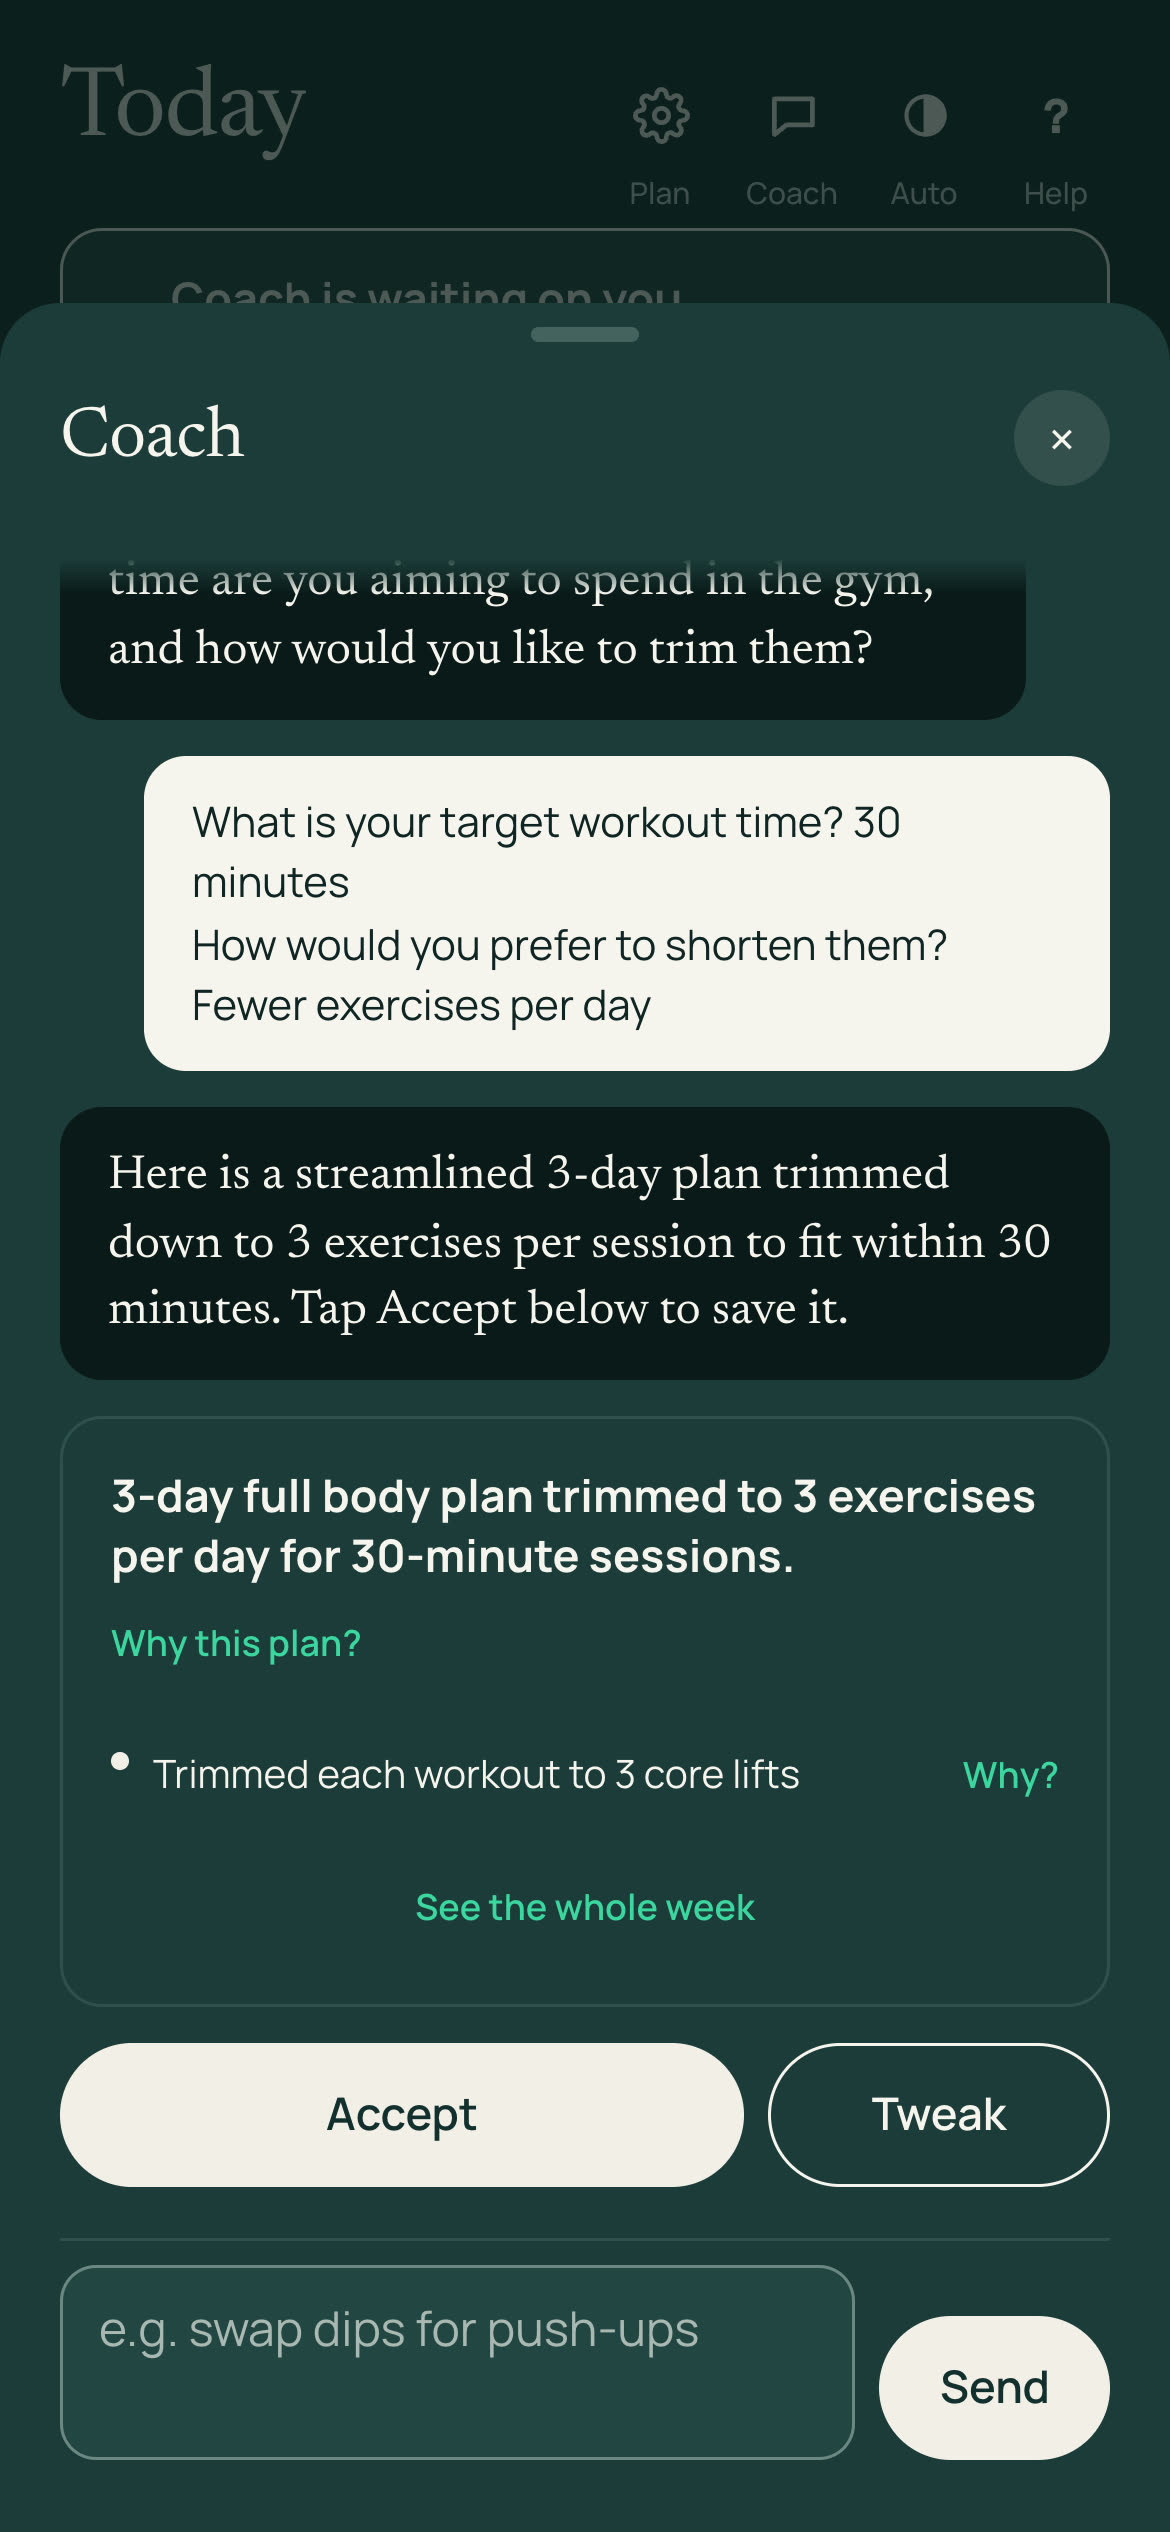 Today
Plan
Coach
Auto
? Help
Coach is waiting on you
Coach
×
time are you aiming to spend in the gym,
and how would you like to trim them?
What is your target workout time? 30
minutes
How would you prefer to shorten them?
Fewer exercises per day
Here is a streamlined 3-day plan trimmed
down to 3 exercises per session to fit within 30
minutes. Tap Accept below to save it.
3-day full body plan trimmed to 3 exercises
per day for 30-minute sessions.
Why this plan?
• Trimmed each workout to 3 core lifts
Why?
See the whole week
Accept
Tweak
e.g. swap dips for push-ups
Send